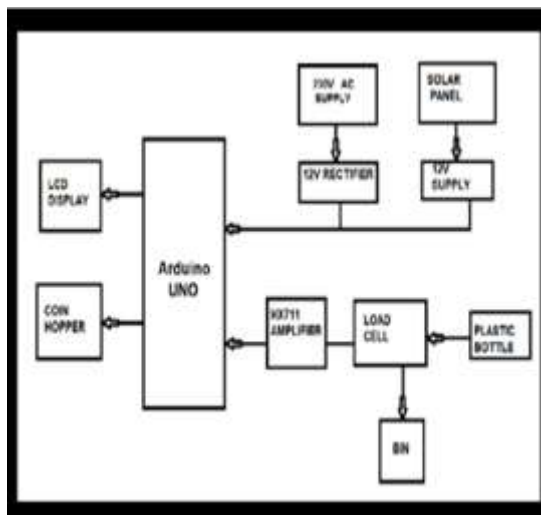 230V AC
SUPPLY
SOLAR
PANEL
12V RECTIFIER
12V
SUPPLY
LCD
DISPLAY
Arduino
UNO
COIN
HOPPER
HX711
AMPLIFIER
LOAD
CELL
PLASTIC
BOTTLE
BIN